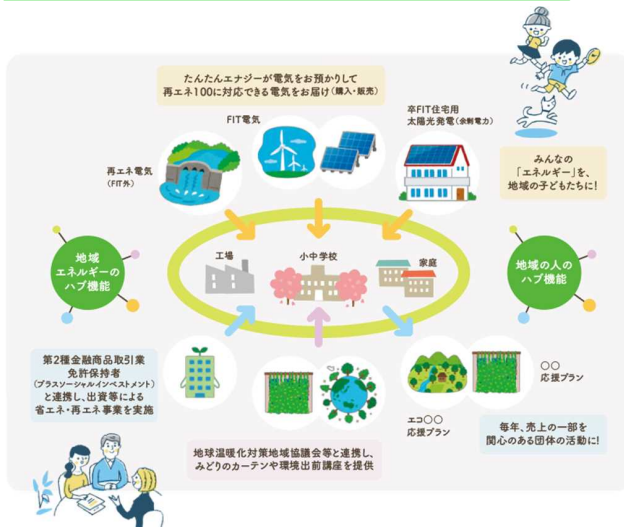 たんたんエナジーが電気をお預かりして
再エネ100に対応できる電気をお届け(購入・販売)
FIT電気
卒FIT住宅用
太陽光発電(余剰電力)
再エネ電気
(FIT外)
みんなの
「エネルギー」を、
地域の子どもたちに!
地域
エネルギーの
ハブ機能
工場
小中学校
家庭
地域の人の
ハブ機能
第2種金融商品取引業
免許保持者
(プラスソーシャルインベストメント)
と連携し、出資等による
省エネ・再エネ事業を実施
〇〇
応援プラン
エコ〇〇
応援プラン
毎年、売上の一部を
関心のある団体の活動に!
地球温暖化対策地域協議会等と連携し、
みどりのカーテンや環境出前講座を提供